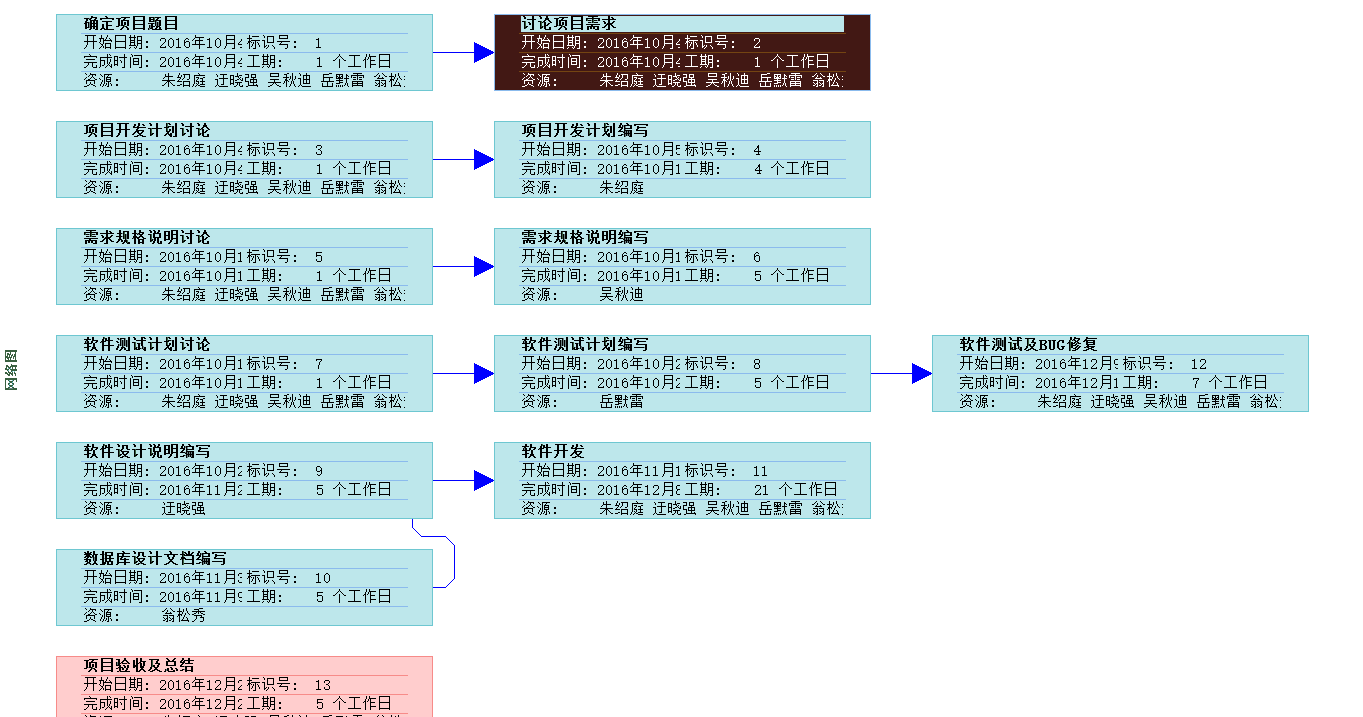 网络图
确定项目题目
开始日期: 2016年10月4 标识号: 1
完成时间: 2016年10月4 工期: 1 个工作日
资源: 朱绍庭 迂晓强 吴秋迪 岳默雷 翁松
讨论项目需求
开始日期: 2016年10月4 标识号: 2
完成时间: 2016年10月4 工期: 1 个工作日
资源: 朱绍庭 迂晓强 吴秋迪 岳默雷 翁松
项目开发计划讨论
开始日期: 2016年10月4 标识号: 3
完成时间: 2016年10月4 工期: 1 个工作日
资源: 朱绍庭 迂晓强 吴秋迪 岳默雷 翁松
项目开发计划编写
开始日期: 2016年10月5 标识号: 4
完成时间: 2016年10月1 工期: 4 个工作日
资源: 朱绍庭
需求规格说明讨论
开始日期: 2016年10月1 标识号: 5
完成时间: 2016年10月1 工期: 1 个工作日
资源: 朱绍庭 迂晓强 吴秋迪 岳默雷 翁松
需求规格说明编写
开始日期: 2016年10月1 标识号: 6
完成时间: 2016年10月1 工期: 5 个工作日
资源: 吴秋迪
软件测试计划讨论
开始日期: 2016年10月1 标识号: 7
完成时间: 2016年10月1 工期: 1 个工作日
资源: 朱绍庭 迂晓强 吴秋迪 岳默雷 翁松
软件测试计划编写
开始日期: 2016年10月2 标识号: 8
完成时间: 2016年10月2 工期: 5 个工作日
资源: 岳默雷
软件测试及BUG修复
开始日期: 2016年12月9 标识号: 12
完成时间: 2016年12月1 工期: 7 个工作日
资源: 朱绍庭 迂晓强 吴秋迪 岳默雷 翁松
软件设计说明编写
开始日期: 2016年10月2 标识号: 9
完成时间: 2016年11月2 工期: 5 个工作日
资源: 迂晓强
软件开发
开始日期: 2016年11月1 标识号: 11
完成时间: 2016年12月8 工期: 21 个工作日
资源: 朱绍庭 迂晓强 吴秋迪 岳默雷 翁松
数据库设计文档编写
开始日期: 2016年11月3 标识号: 10
完成时间: 2016年11月9 工期: 5 个工作日
资源: 翁松秀
项目验收及总结
开始日期: 2016年12月2 标识号: 13
完成时间: 2016年12月2 工期: 5 个工作日